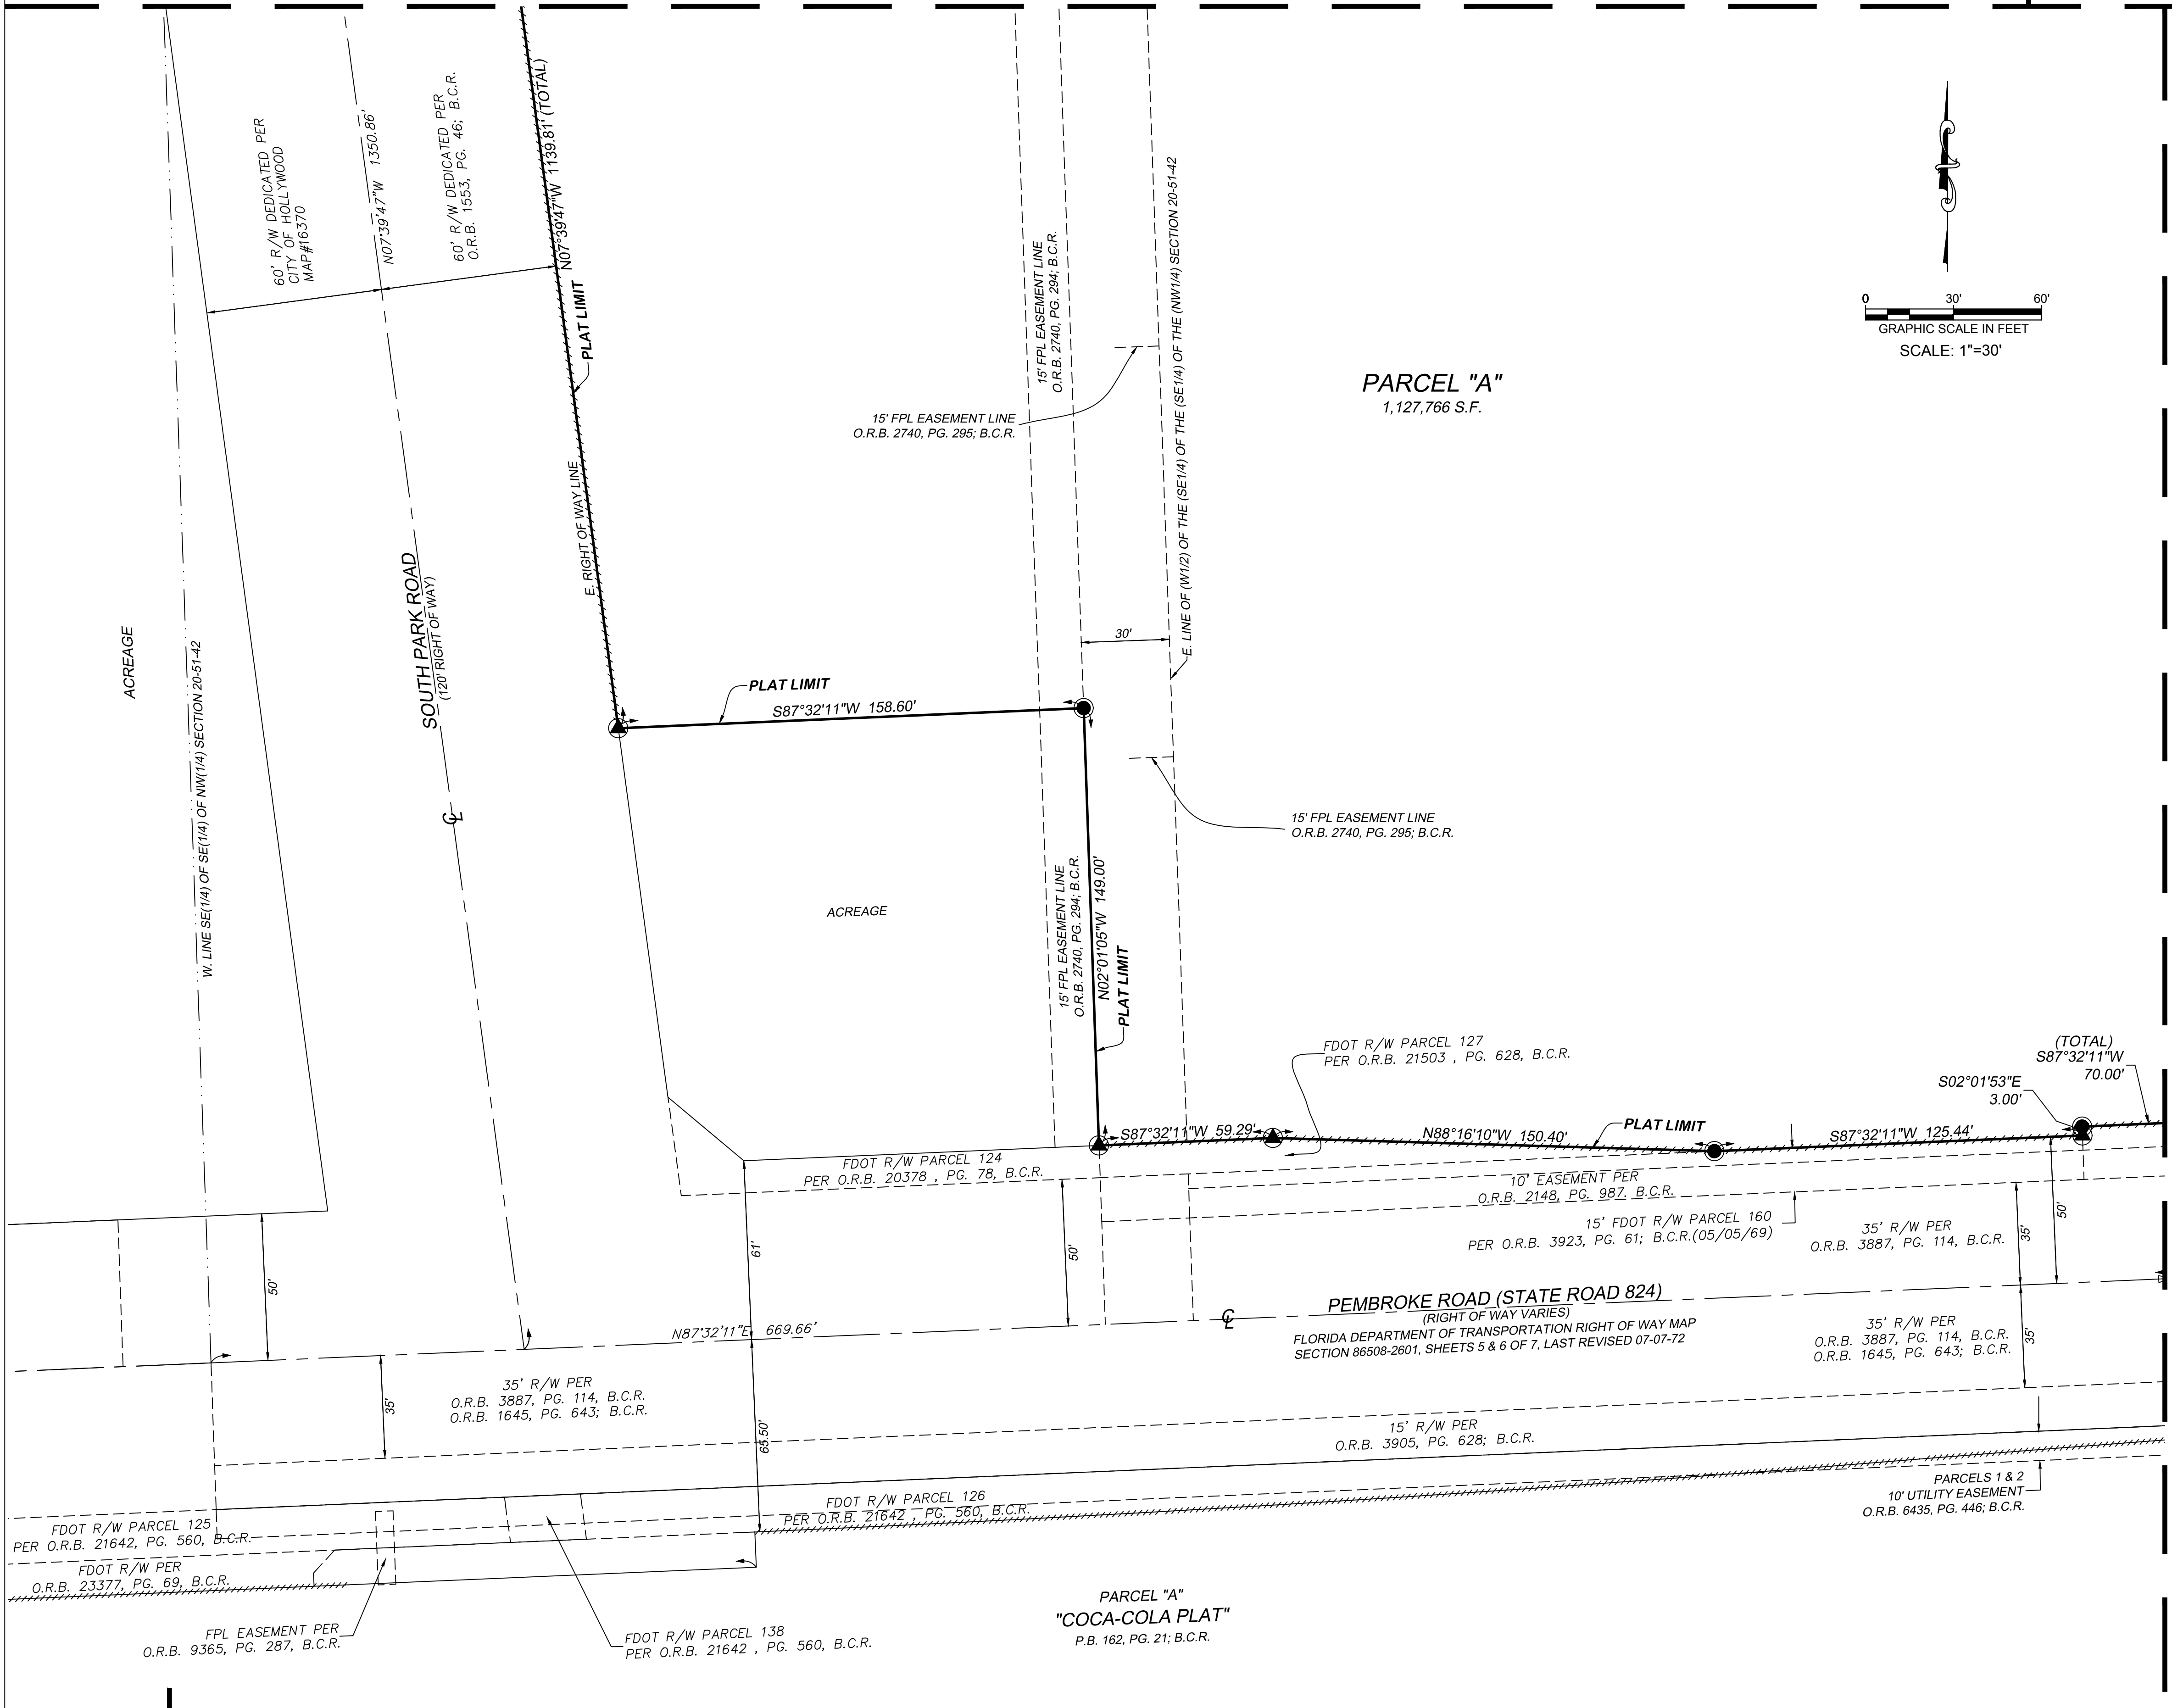 60' R/W DEDICATED PER
CITY OF HOLLYWOOD
MAP#16370
N07°39'47"W 1350.86'
60' R/W DEDICATED PER
O.R.B. 1553, PG. 46; B.C.R.
N07°39'47"W 1139.81' (TOTAL)
PLAT LIMIT
E. RIGHT OF WAY LINE
15' FPL EASEMENT LINE
O.R.B. 2740, PG. 294; B.C.R.
E. LINE OF (W1/2) OF THE (SE1/4) OF THE (SE1/4) OF THE (NW1/4) SECTION 20-51-42
0 30' 60'
GRAPHIC SCALE IN FEET
SCALE: 1"=30'
PARCEL "A"
1,127,766 S.F.
15' FPL EASEMENT LINE
O.R.B. 2740, PG. 295; B.C.R.
ACREAGE
W. LINE SE(1/4) OF SE(1/4) OF NW(1/4) SECTION 20-51-42
SOUTH PARK ROAD
(120' RIGHT OF WAY)
30'
PLAT LIMIT
S87°32'11"W 158.60'
15' FPL EASEMENT LINE
O.R.B. 2740, PG. 295; B.C.R.
ACREAGE
15' FPL EASEMENT LINE
O.R.B. 2740, PG. 294; B.C.R.
N02°01'05"W 149.00'
PLAT LIMIT
FDOT R/W PARCEL 127
PER O.R.B. 21503 , PG. 628, B.C.R.
(TOTAL)
S87°32'11"W
70.00'
S02°01'53"E
3.00'
S87°32'11"W 59.29'
N88°16'10"W 150.40'
PLAT LIMIT
S87°32'11"W 125.44'
FDOT R/W PARCEL 124
PER O.R.B. 20378 , PG. 78, B.C.R.
10' EASEMENT PER
O.R.B. 2148, PG. 987. B.C.R.
15' FDOT R/W PARCEL 160
PER O.R.B. 3923, PG. 61; B.C.R.(05/05/69)
35' R/W PER
O.R.B. 3887, PG. 114, B.C.R.
35'
50'
50'
61'
50'
PEMBROKE ROAD (STATE ROAD 824)
(RIGHT OF WAY VARIES)
FLORIDA DEPARTMENT OF TRANSPORTATION RIGHT OF WAY MAP
SECTION 86508-2601, SHEETS 5 & 6 OF 7, LAST REVISED 07-07-72
N87°32'11"E 669.66'
35' R/W PER
O.R.B. 3887, PG. 114, B.C.R.
O.R.B. 1645, PG. 643; B.C.R.
35'
35' R/W PER
O.R.B. 3887, PG. 114, B.C.R.
O.R.B. 1645, PG. 643; B.C.R.
35'
65.50'
15' R/W PER
O.R.B. 3905, PG. 628; B.C.R.
PARCELS 1 & 2
10' UTILITY EASEMENT
O.R.B. 6435, PG. 446; B.C.R.
FDOT R/W PARCEL 126
PER O.R.B. 21642 , PG. 560, B.C.R.
FDOT R/W PARCEL 125
PER O.R.B. 21642, PG. 560, B.C.R.
FDOT R/W PER
O.R.B. 23377, PG. 69, B.C.R.
FPL EASEMENT PER
O.R.B. 9365, PG. 287, B.C.R.
FDOT R/W PARCEL 138
PER O.R.B. 21642 , PG. 560, B.C.R.
PARCEL "A"
"COCA-COLA PLAT"
P.B. 162, PG. 21; B.C.R.